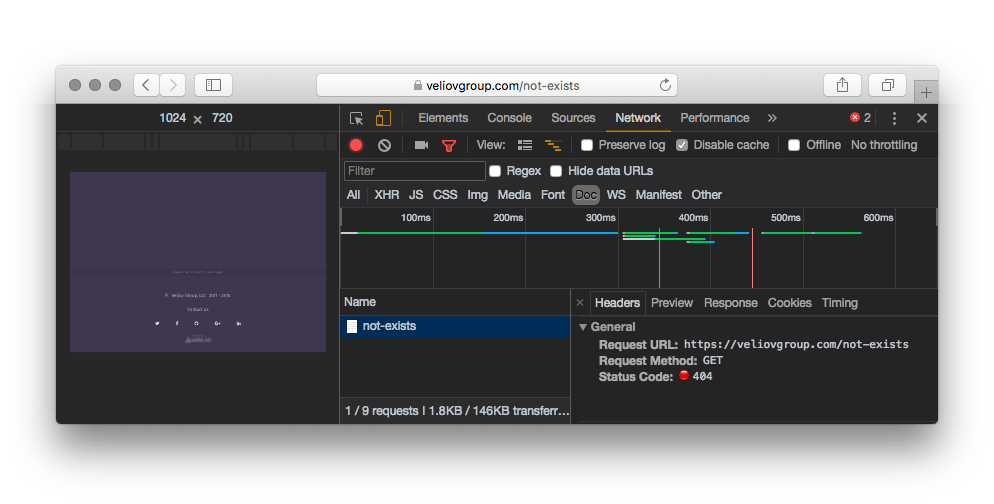 veliovgroup.com/not-exists
1024 × 720
Elements Console Sources Network Performance » 2
View: Preserve log Disable cache Offline No throttling
Filter Regex Hide data URLs
All XHR JS CSS Img Media Font Doc WS Manifest Other
100ms 200ms 300ms 400ms 500ms 600ms
© Veliov Group, LLC 2011 - 2016
Contact us
Name
not-exists
1 / 9 requests | 1.8KB / 146KB transferr…
× Headers Preview Response Cookies Timing
General
Request URL: https://veliovgroup.com/not-exists
Request Method: GET
Status Code: 404